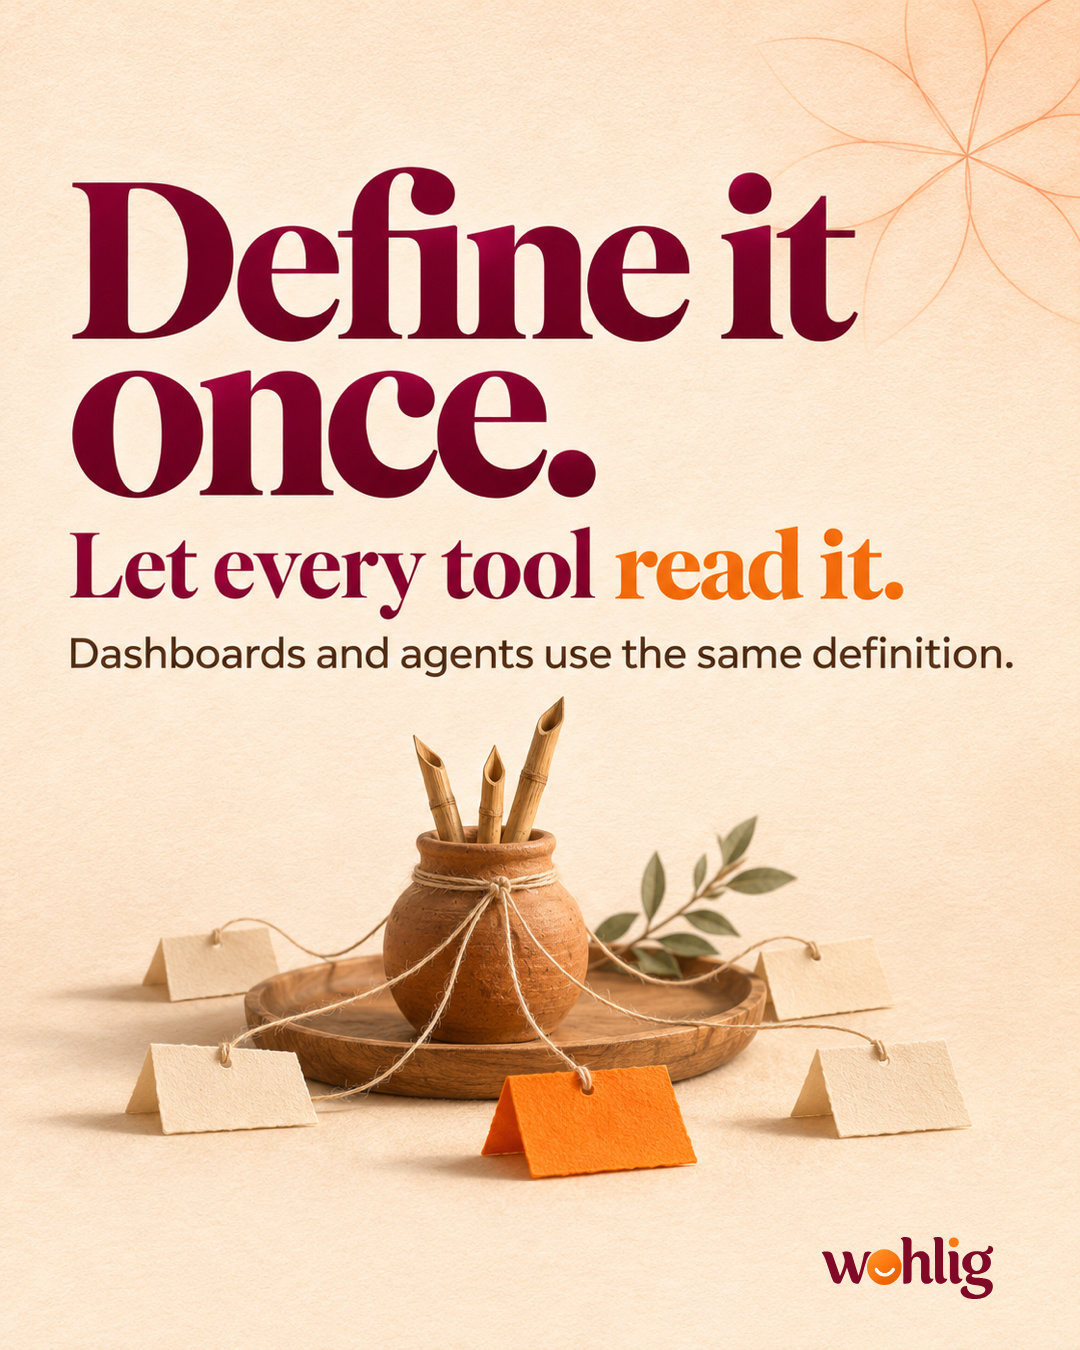 Define it
once.
Let every tool read it.
Dashboards and agents use the same definition.
wohlig